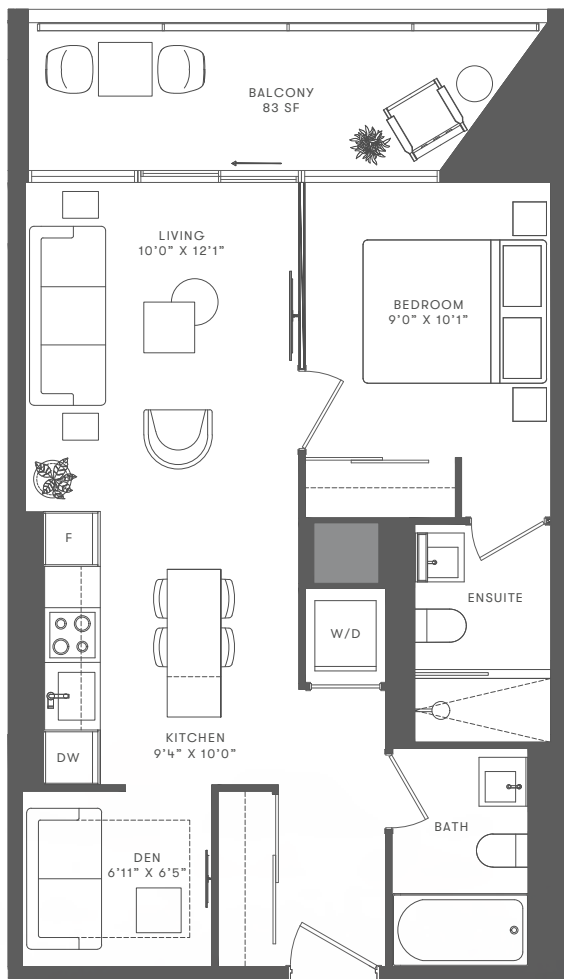 BALCONY
83 SF
LIVING
10'0" X 12'1"
BEDROOM
9'0" X 10'1"
F
ENSUITE
W/D
KITCHEN
9'4" X 10'0"
DW
BATH
DEN
6'11" X 6'5"